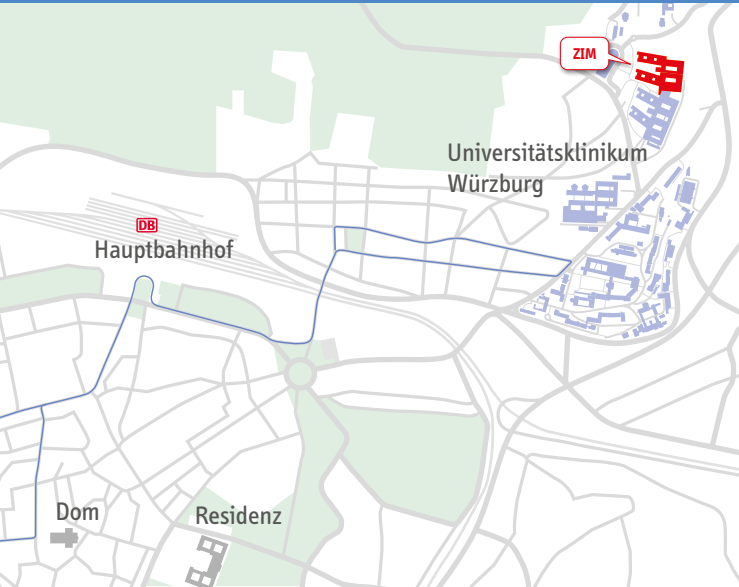 ZIM
Universitätsklinikum
Würzburg
DB
Hauptbahnhof
Dom
Residenz